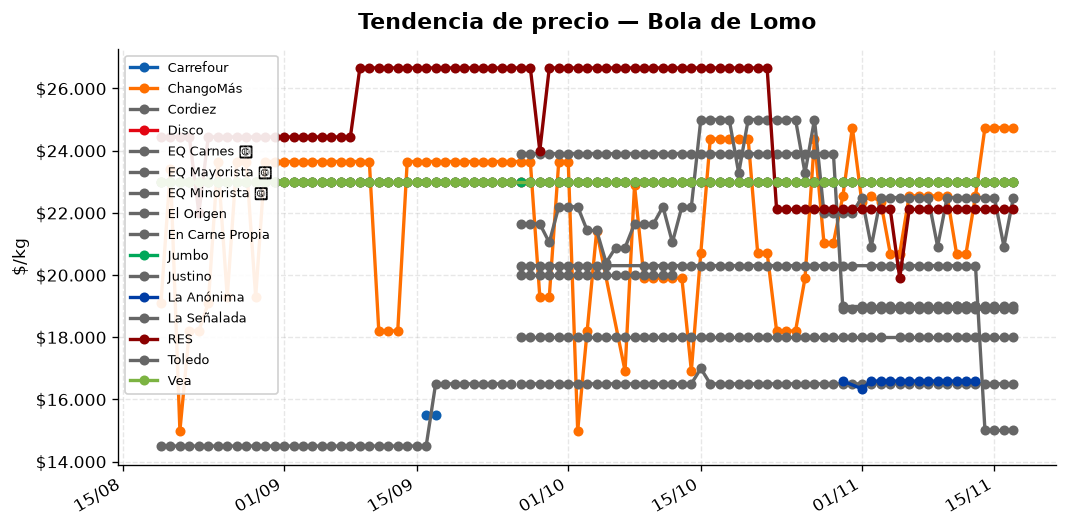 Tendencia de precio — Bola de Lomo
$/kg
$26.000
$24.000
$22.000
$20.000
$18.000
$16.000
$14.000
Carrefour
ChangoMás
Cordiez
Disco
EQ Carnes
EQ Mayorista
EQ Minorista
El Origen
En Carne Propia
Jumbo
Justino
La Anónima
La Señalada
RES
Toledo
Vea
15/08
01/09
15/09
01/10
15/10
01/11
15/11